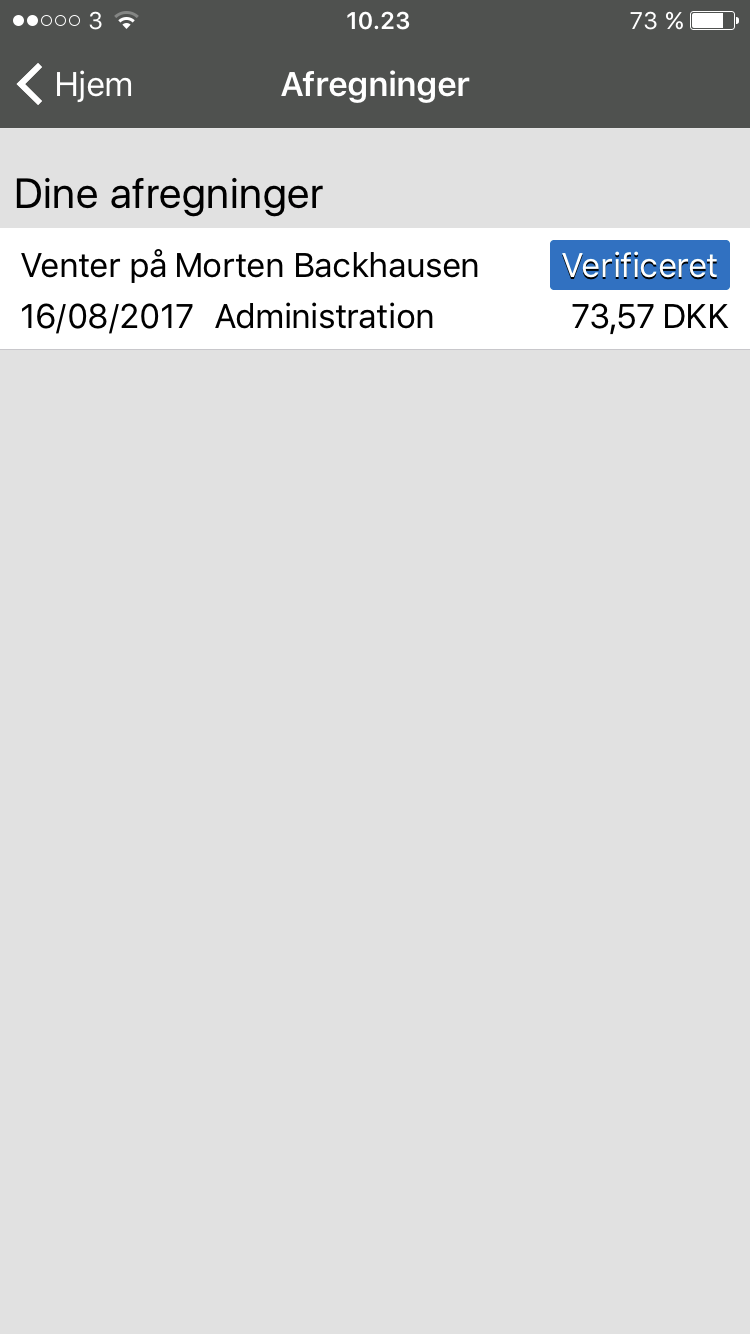 3 10.23 73 %
Hjem Afregninger
Dine afregninger
Venter på Morten Backhausen Verificeret
16/08/2017 Administration 73,57 DKK